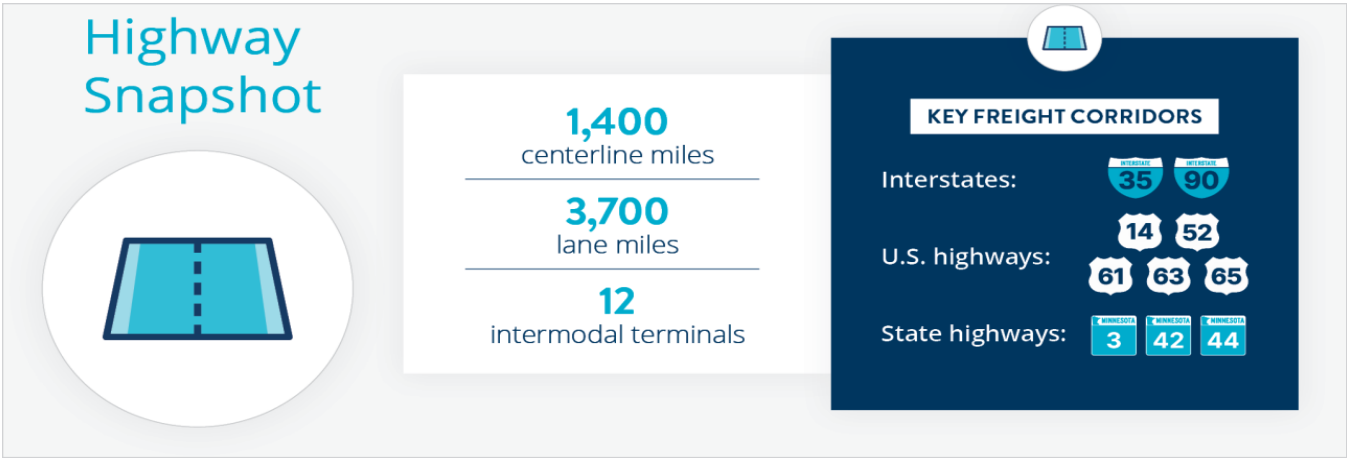 Highway
Snapshot
1,400
centerline miles
3,700
lane miles
12
intermodal terminals
KEY FREIGHT CORRIDORS
Interstates:
INTERSTATE 35 INTERSTATE 90
U.S. highways:
14 52
61 63 65
State highways:
MINNESOTA 3 MINNESOTA 42 MINNESOTA 44